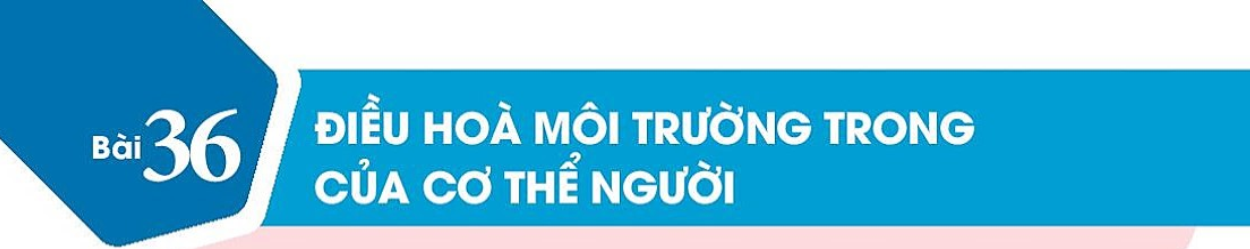 Bài 36
ĐIỀU HOÀ MÔI TRƯỜNG TRONG
CỦA CƠ THỂ NGƯỜI